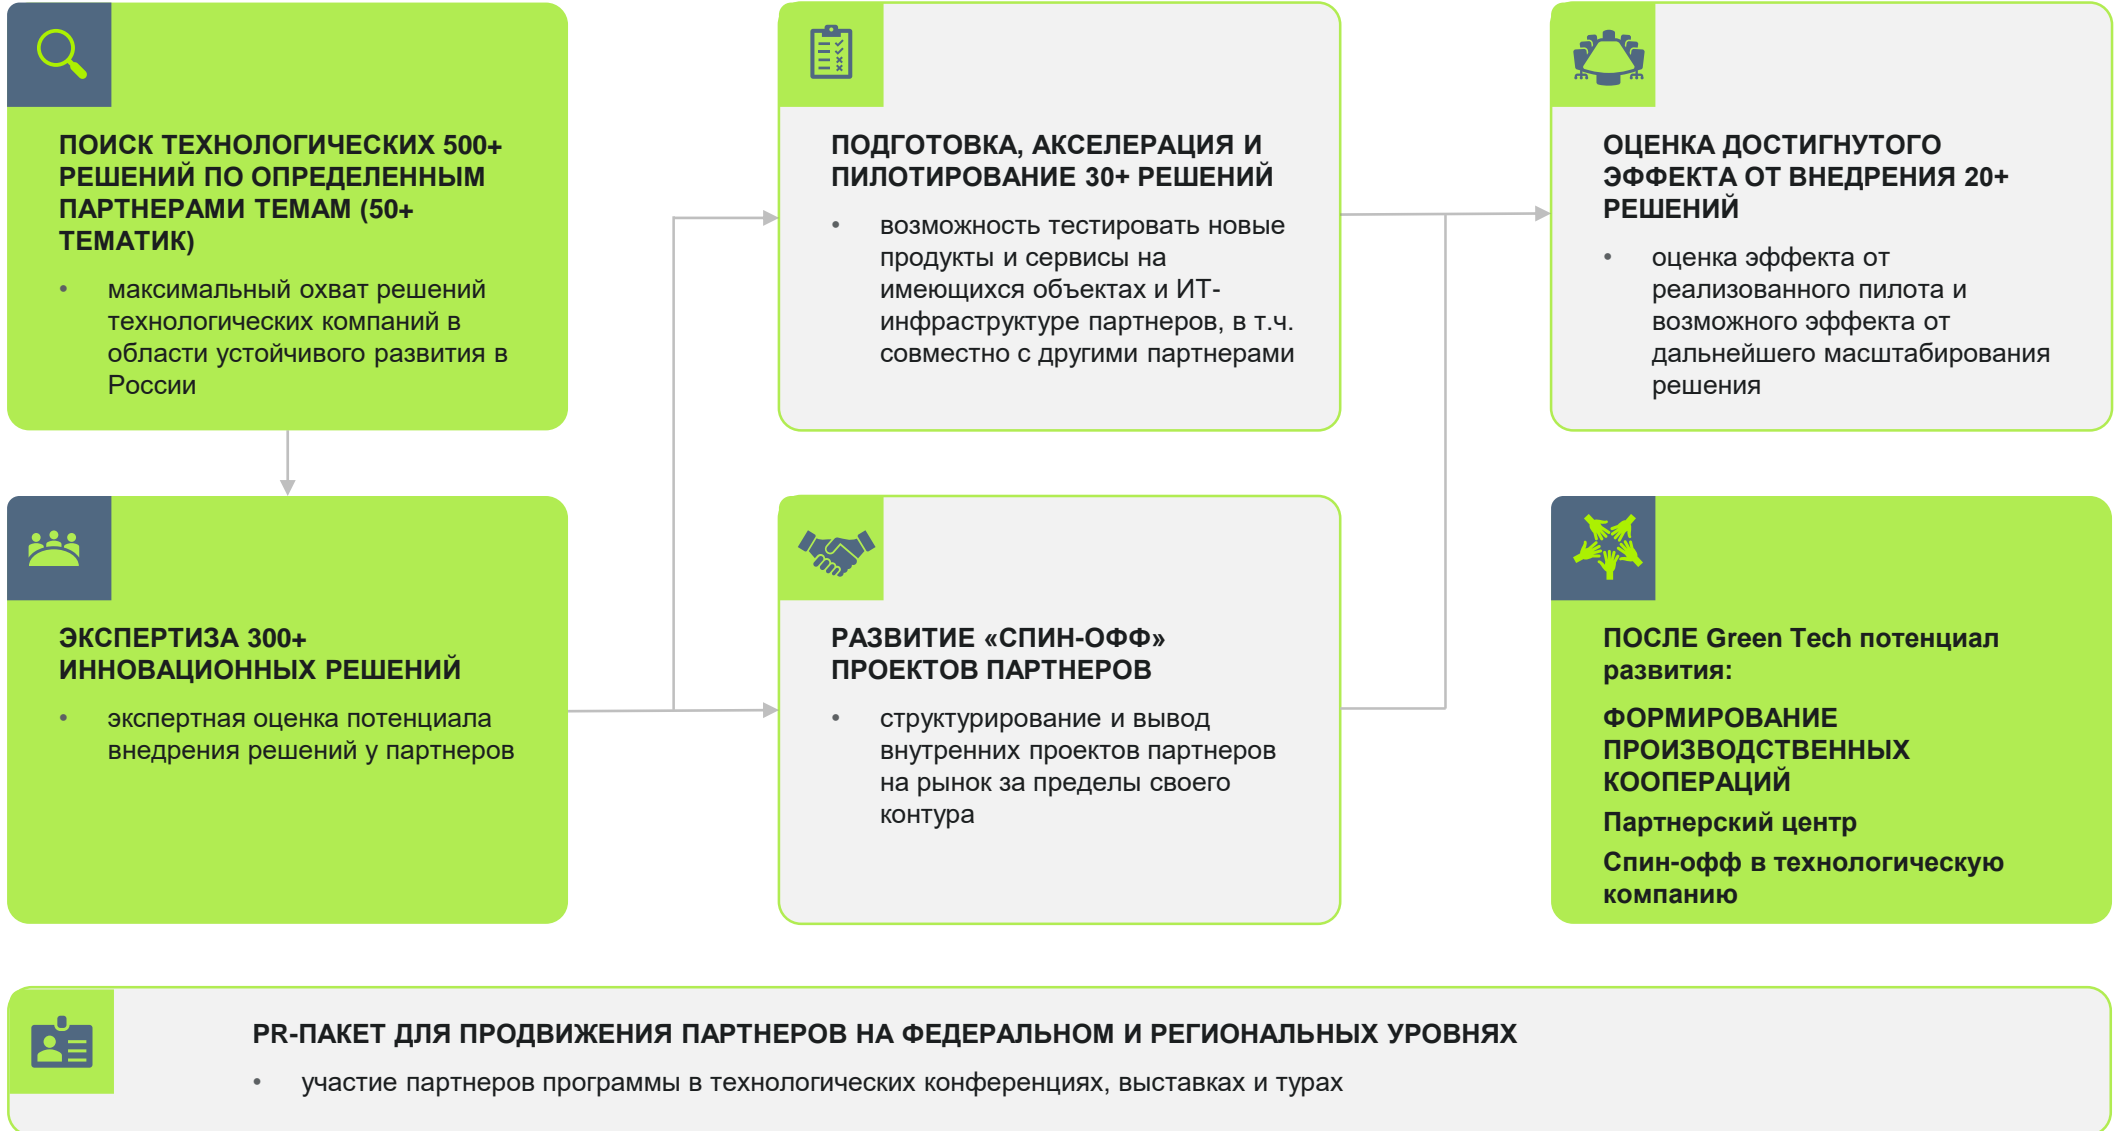 ПОИСК ТЕХНОЛОГИЧЕСКИХ 500+
РЕШЕНИЙ ПО ОПРЕДЕЛЕННЫМ
ПАРТНЕРАМИ ТЕМАМ (50+
ТЕМАТИК)
• максимальный охват решений
технологических компаний в
области устойчивого развития в
России
ЭКСПЕРТИЗА 300+
ИННОВАЦИОННЫХ РЕШЕНИЙ
• экспертная оценка потенциала
внедрения решений у партнеров
ПОДГОТОВКА, АКСЕЛЕРАЦИЯ И
ПИЛОТИРОВАНИЕ 30+ РЕШЕНИЙ
• возможность тестировать новые
продукты и сервисы на
имеющихся объектах и ИТ-
инфраструктуре партнеров, в т.ч.
совместно с другими партнерами
РАЗВИТИЕ «СПИН-ОФФ»
ПРОЕКТОВ ПАРТНЕРОВ
• структурирование и вывод
внутренних проектов партнеров
на рынок за пределы своего
контура
ОЦЕНКА ДОСТИГНУТОГО
ЭФФЕКТА ОТ ВНЕДРЕНИЯ 20+
РЕШЕНИЙ
• оценка эффекта от
реализованного пилота и
возможного эффекта от
дальнейшего масштабирования
решения
ПОСЛЕ Green Tech потенциал
развития:
ФОРМИРОВАНИЕ
ПРОИЗВОДСТВЕННЫХ
КООПЕРАЦИЙ
Партнерский центр
Спин-офф в технологическую
компанию
PR-ПАКЕТ ДЛЯ ПРОДВИЖЕНИЯ ПАРТНЕРОВ НА ФЕДЕРАЛЬНОМ И РЕГИОНАЛЬНЫХ УРОВНЯХ
• участие партнеров программы в технологических конференциях, выставках и турах